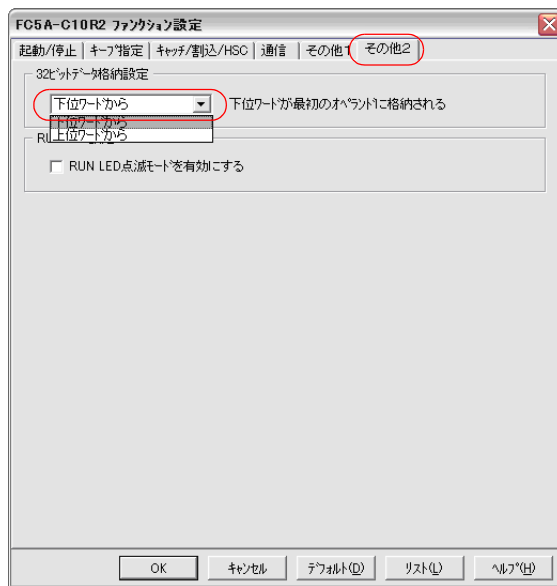 FC5A-C10R2 ファンクション設定
起動/停止 キープ指定 キャッチ/割込/HSC 通信 その他1 その他2
32ビットデータ格納設定
下位ワードから 下位ワードが最初のオペランドに格納される
下位ワードから
上位ワードから
RUN LED点滅モードを有効にする
OK キャンセル デフォルト(D) リスト(L) ヘルプ(H)